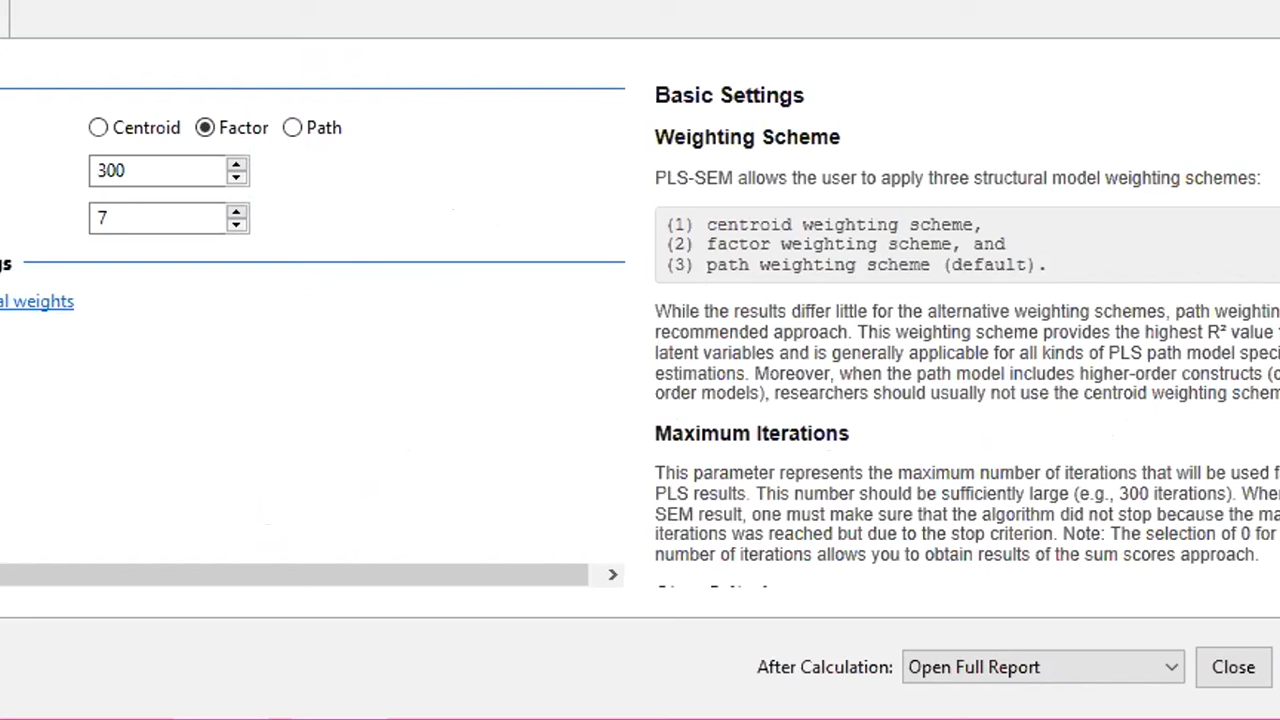 Centroid Factor Path
300
7
gs
al weights
Basic Settings
Weighting Scheme
PLS-SEM allows the user to apply three structural model weighting schemes:
(1) centroid weighting scheme,
(2) factor weighting scheme, and
(3) path weighting scheme (default).
While the results differ little for the alternative weighting schemes, path weightin
recommended approach. This weighting scheme provides the highest R² value
latent variables and is generally applicable for all kinds of PLS path model speci
estimations. Moreover, when the path model includes higher-order constructs (
order models), researchers should usually not use the centroid weighting schem
Maximum Iterations
This parameter represents the maximum number of iterations that will be used f
PLS results. This number should be sufficiently large (e.g., 300 iterations). Whe
SEM result, one must make sure that the algorithm did not stop because the ma
iterations was reached but due to the stop criterion. Note: The selection of 0 for
number of iterations allows you to obtain results of the sum scores approach.
After Calculation: Open Full Report Close